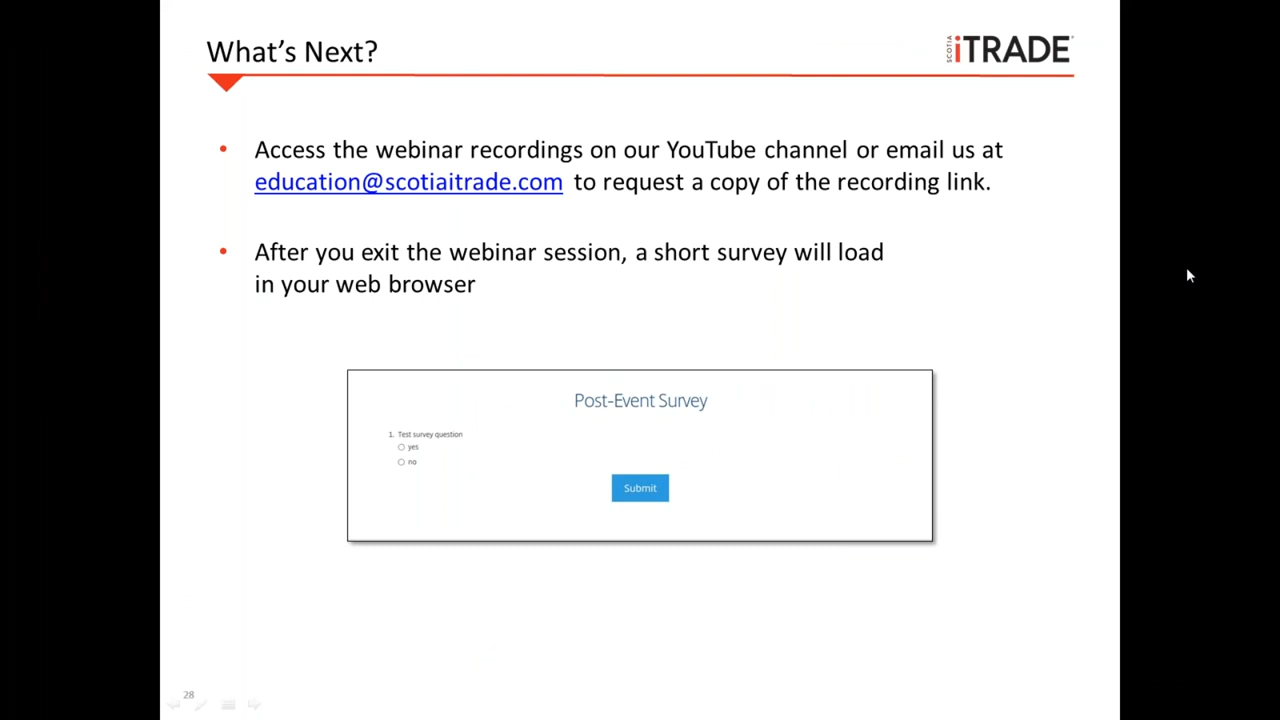 What's Next?
SCOTIA iTRADE
• Access the webinar recordings on our YouTube channel or email us at
education@scotiaitrade.com to request a copy of the recording link.
• After you exit the webinar session, a short survey will load
in your web browser
Post-Event Survey
1. Test survey question
yes
no
Submit
28